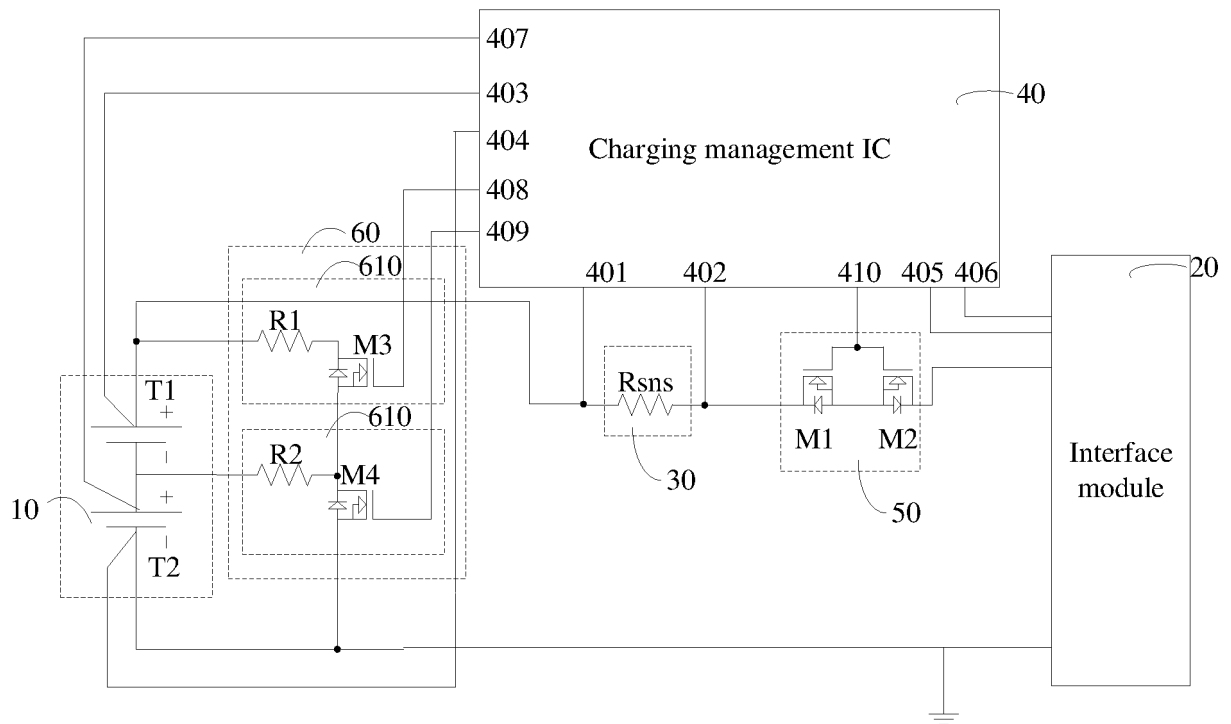 407
403
40
404
Charging management IC
408
409
60
610
401
402
410
405
406
20
R1
M3
T1
+
Rsns
−
610
M1
M2
R2
M4
Interface
module
+
30
10
50
−
T2